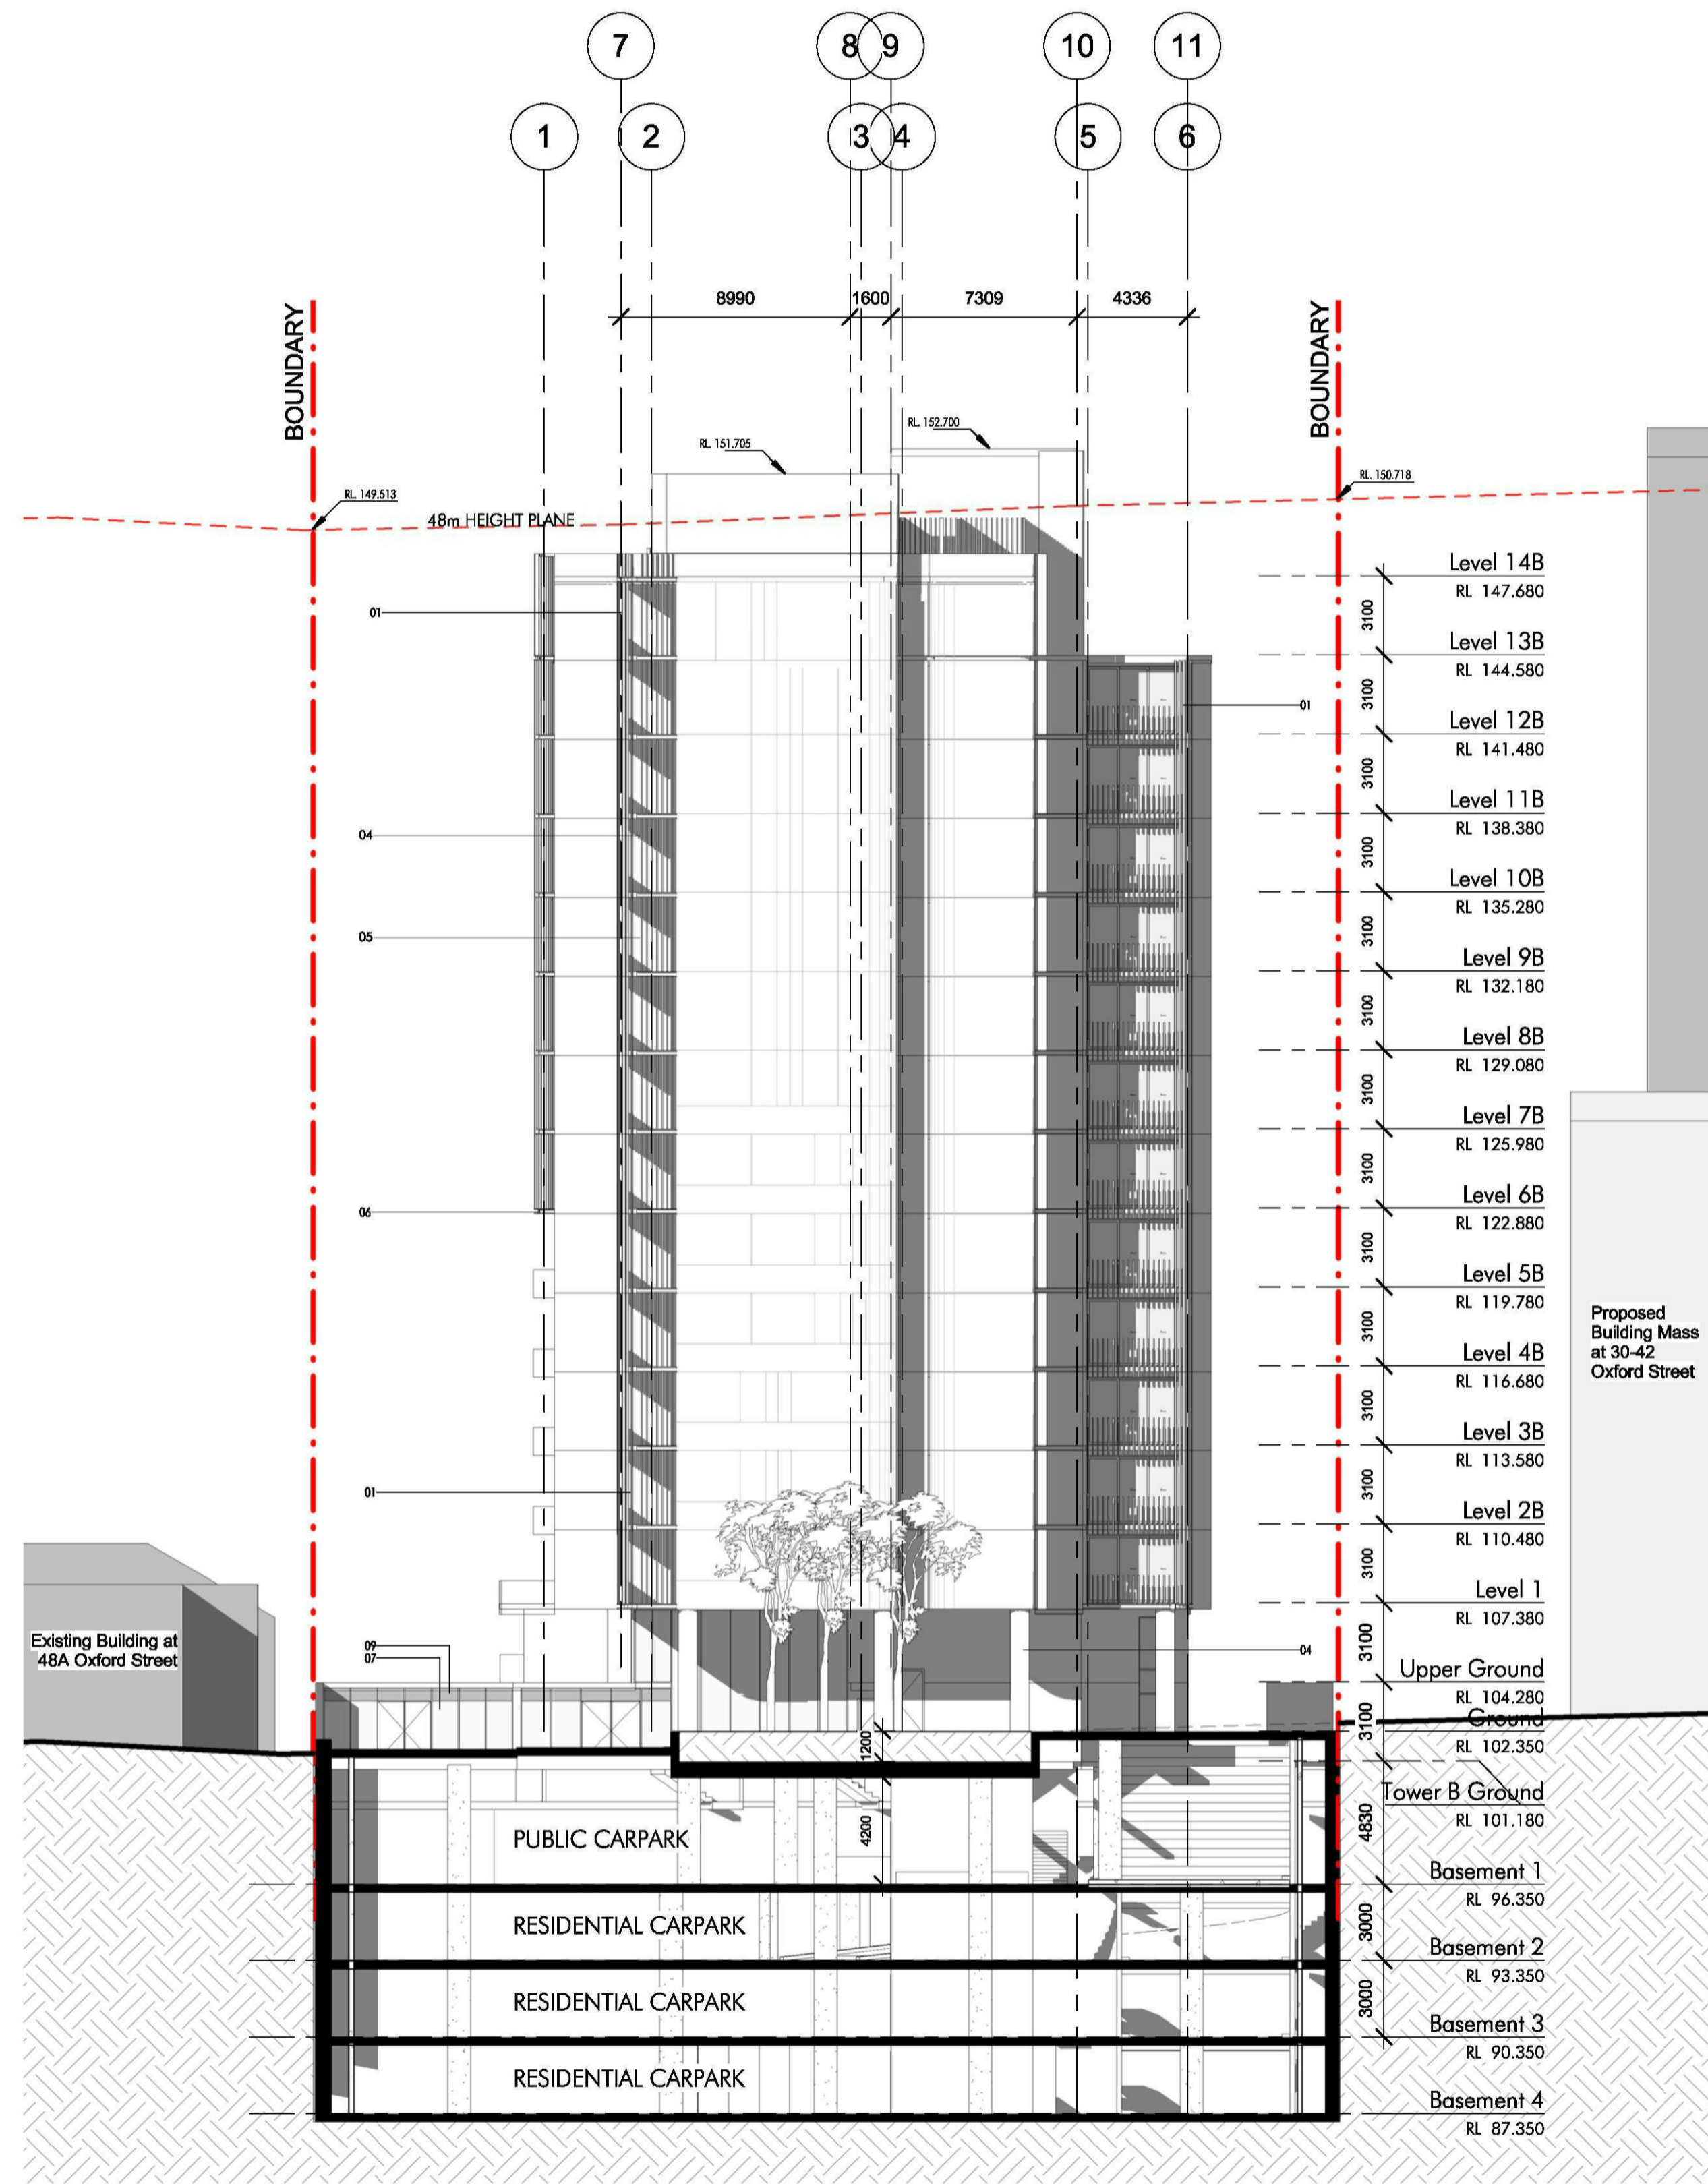 7
8
9
10
11
1
2
3
4
5
6
8990
1600
7309
4336
BOUNDARY
BOUNDARY
RL. 152.700
RL. 151.705
RL. 150.718
RL. 149.513
48m HEIGHT PLANE
Level 14B
RL 147.680
3100
01
Level 13B
RL 144.580
3100
01
Level 12B
RL 141.480
3100
Level 11B
RL 138.380
04
3100
Level 10B
RL 135.280
3100
05
Level 9B
RL 132.180
3100
Level 8B
RL 129.080
3100
Level 7B
RL 125.980
3100
Level 6B
RL 122.880
06
3100
Level 5B
RL 119.780
3100
Proposed
Building Mass
at 30-42
Oxford Street
Level 4B
RL 116.680
3100
Level 3B
RL 113.580
3100
01
Level 2B
RL 110.480
3100
Level 1
RL 107.380
3100
Existing Building at
48A Oxford Street
09
07
04
Upper Ground
RL 104.280
3100
Ground
RL 102.350
1200
Tower B Ground
RL 101.180
4830
4200
PUBLIC CARPARK
Basement 1
RL 96.350
3000
RESIDENTIAL CARPARK
Basement 2
RL 93.350
3000
RESIDENTIAL CARPARK
Basement 3
RL 90.350
RESIDENTIAL CARPARK
Basement 4
RL 87.350